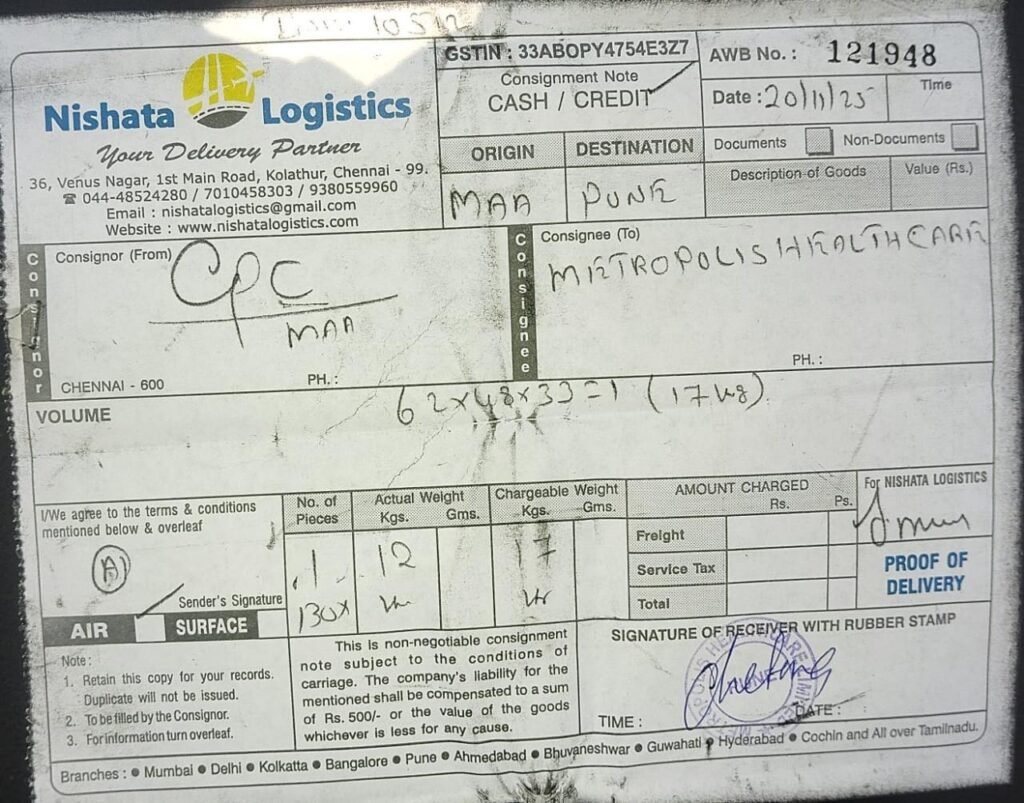 Nishata Logistics
Your Delivery Partner
36, Venus Nagar, 1st Main Road, Kolathur, Chennai - 99.
☎ 044-48524280 / 7010458303 / 9380559960
Email : nishatalogistics@gmail.com
Website : www.nishatalogistics.com
GSTIN : 33ABOPY4754E3Z7
Consignment Note
CASH / CREDIT
AWB No. : 121948
Date : 20/11/25
Time
ORIGIN
DESTINATION
MAA
PUNE
Documents
Non-Documents
Description of Goods
Value (Rs.)
Consignor
Consignor (From)
CPC
MAA
CHENNAI - 600
PH. :
Consignee
Consignee (To)
METROPOLIS HEALTHCARE
PH. :
VOLUME
62x48x33=1 (17 kg)
I/We agree to the terms & conditions
mentioned below & overleaf
Sender's Signature
AIR
SURFACE
No. of
Pieces
Actual Weight
Kgs. Gms.
Chargeable Weight
Kgs. Gms.
1
BOX
12
17
AMOUNT CHARGED
Rs. Ps.
Freight
Service Tax
Total
For NISHATA LOGISTICS
PROOF OF
DELIVERY
Note :
1. Retain this copy for your records.
Duplicate will not be issued.
2. To be filled by the Consignor.
3. For information turn overleaf.
This is non-negotiable consignment
note subject to the conditions of
carriage. The company's liability for the
mentioned shall be compensated to a sum
of Rs. 500/- or the value of the goods
whichever is less for any cause.
SIGNATURE OF RECEIVER WITH RUBBER STAMP
TIME :
DATE :
Branches : ● Mumbai ● Delhi ● Kolkatta ● Bangalore ● Pune ● Ahmedabad ● Bhuvaneshwar ● Guwahati ● Hyderabad ● Cochin and All over Tamilnadu.